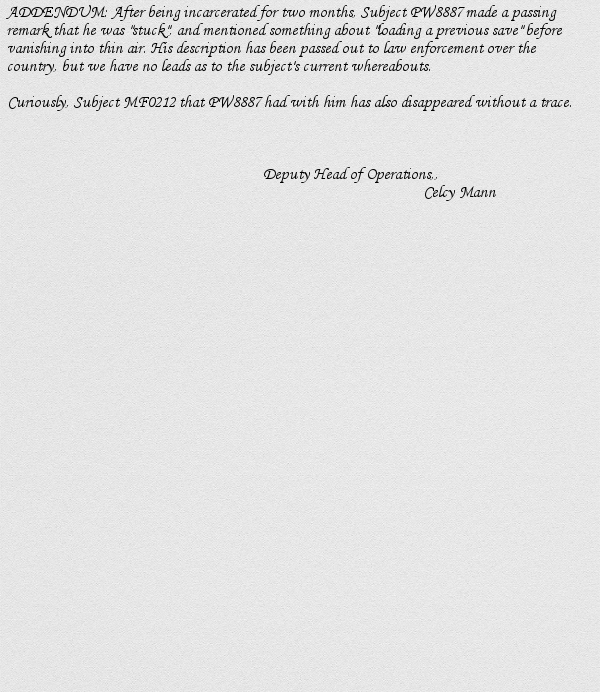 ADDENDUM: After being incarcerated for two months, Subject PW8887 made a passing
remark that he was "stuck", and mentioned something about "loading a previous save" before
vanishing into thin air. His description has been passed out to law enforcement over the
country, but we have no leads as to the subject's current whereabouts.
Curiously, Subject MF0212 that PW8887 had with him has also disappeared without a trace.
Deputy Head of Operations,,
Celcy Mann